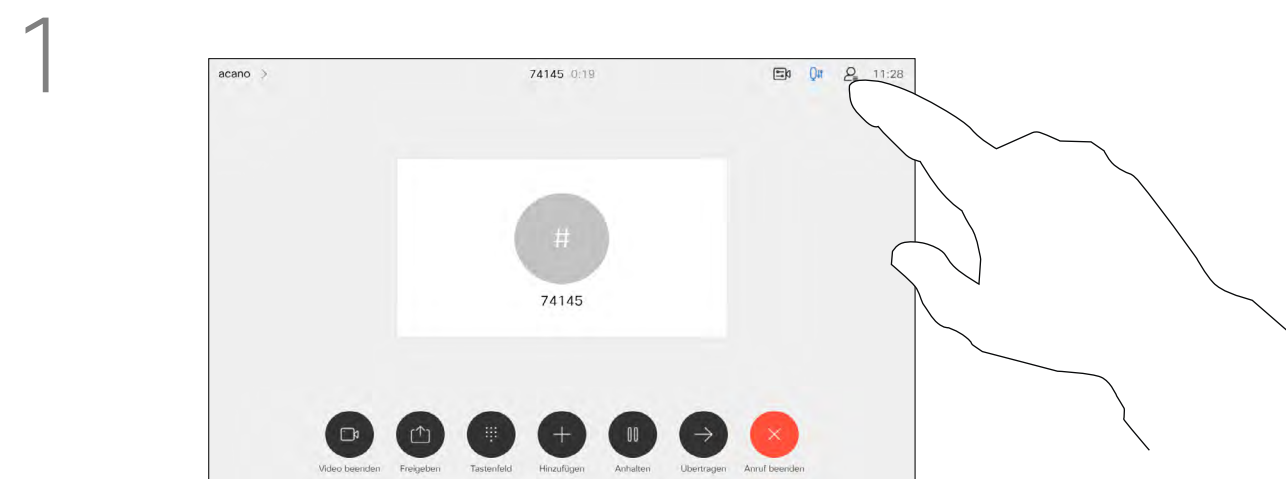 1
acano >
74145 0:19
11:28
#
74145
Video beenden Freigeben Tastenfeld Hinzufügen Anhalten Übertragen Anruf beenden